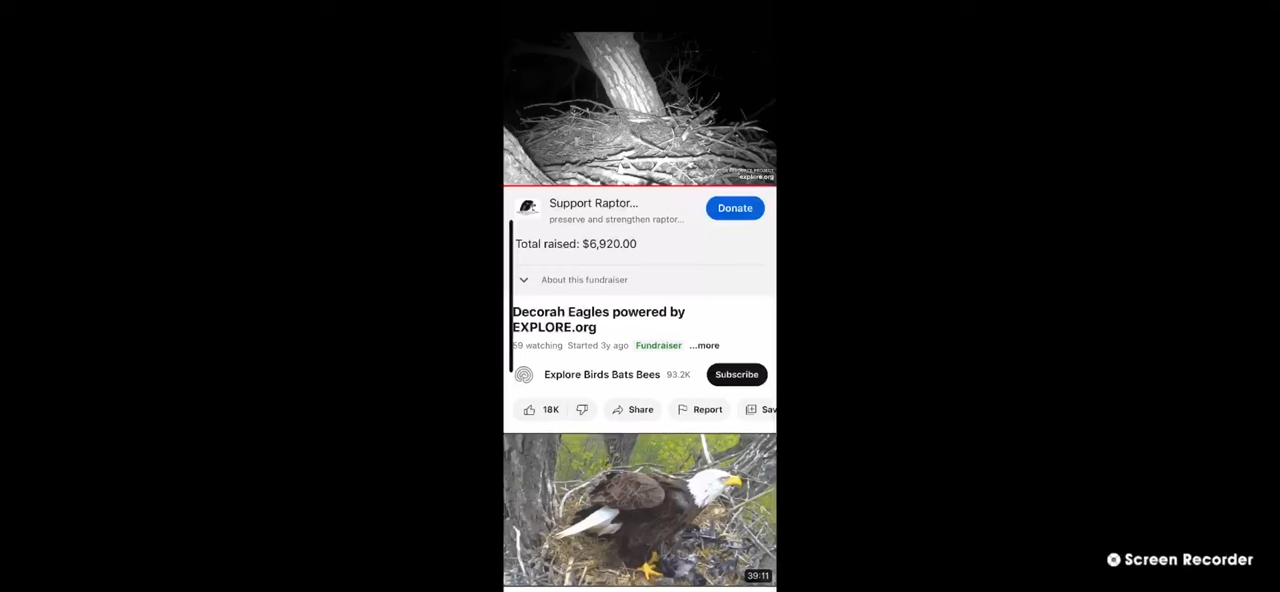 explore.org
Support Raptor...
preserve and strengthen raptor...
Donate
Total raised: $6,920.00
About this fundraiser
Decorah Eagles powered by
EXPLORE.org
59 watching Started 3y ago Fundraiser ...more
Explore Birds Bats Bees 93.2K Subscribe
18K Share Report Sav
39:11
Screen Recorder